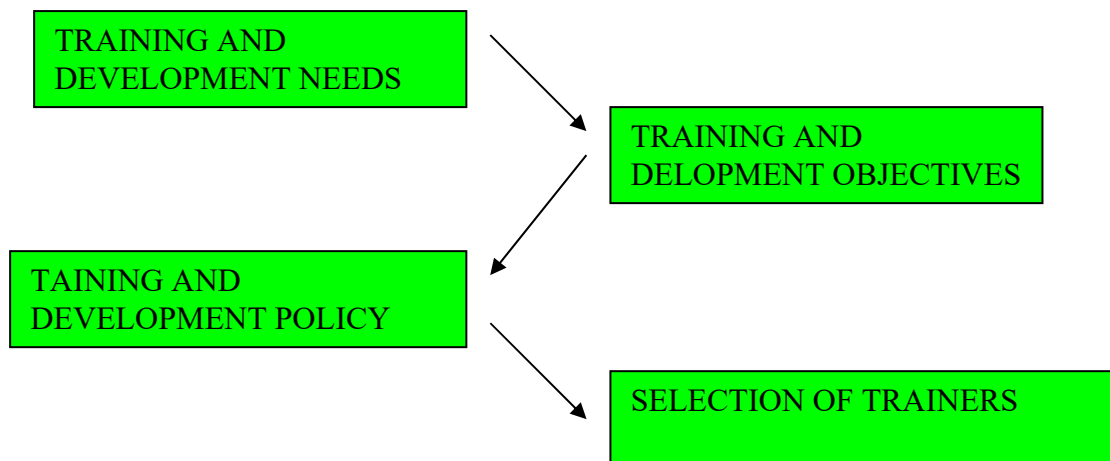 TRAINING AND
DEVELOPMENT NEEDS
TRAINING AND
DELOPMENT OBJECTIVES
TAINING AND
DEVELOPMENT POLICY
SELECTION OF TRAINERS